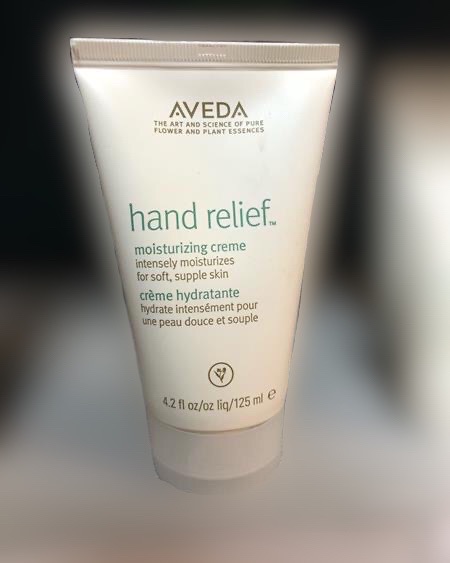 AVEDA
THE ART AND SCIENCE OF PURE
FLOWER AND PLANT ESSENCES
hand relief™
moisturizing creme
intensely moisturizes
for soft, supple skin
crème hydratante
hydrate intensément pour
une peau douce et souple
4.2 fl oz/oz liq/125 ml ℮